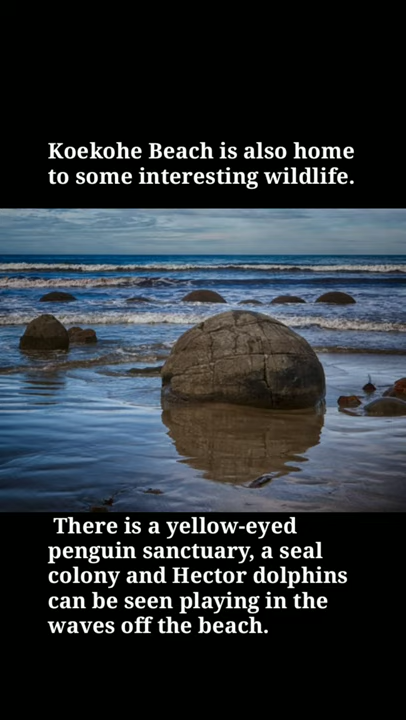 Koekohe Beach is also home
to some interesting wildlife.
There is a yellow-eyed
penguin sanctuary, a seal
colony and Hector dolphins
can be seen playing in the
waves off the beach.